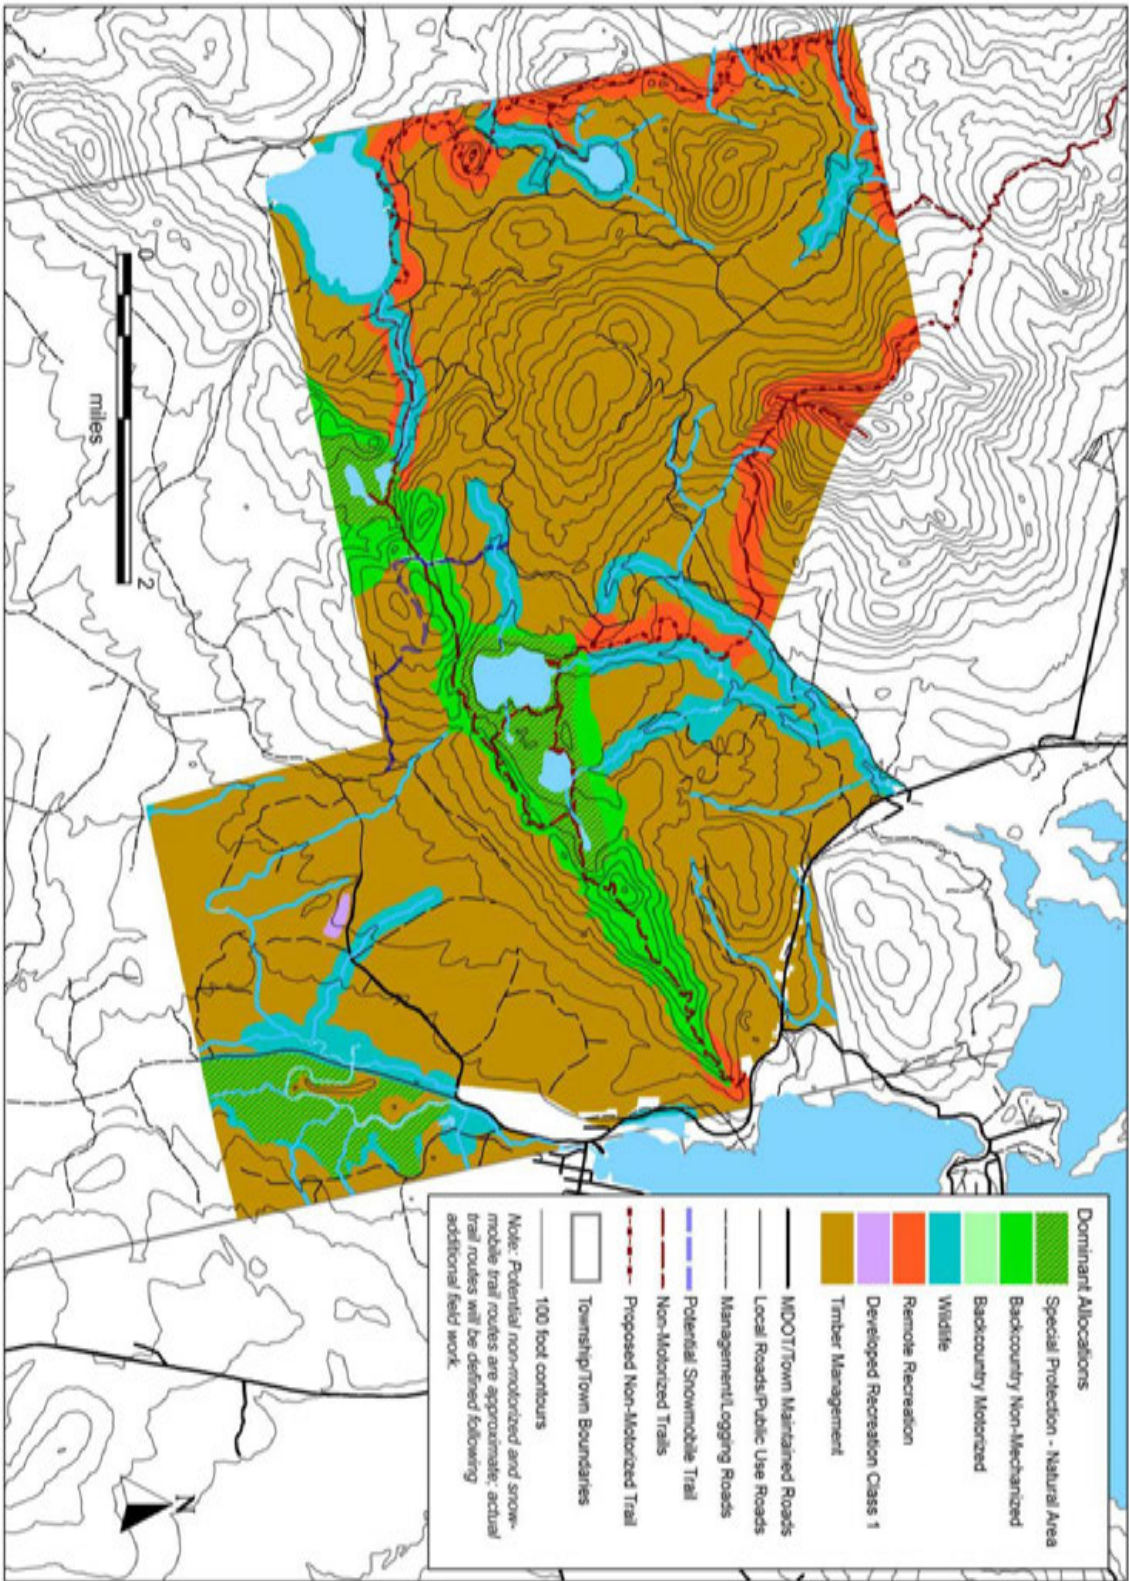 Dominant Allocations
Special Protection - Natural Area
Backcountry Non-Mechanized
Backcountry Motorized
Wildlife
Remote Recreation
Developed Recreation Class 1
Timber Management
MDOT/Town Maintained Roads
Local Roads/Public Use Roads
Management/Logging Roads
Potential Snowmobile Trail
Non-Motorized Trails
Proposed Non-Motorized Trail
Township/Town Boundaries
100 foot contours
Note: Potential non-motorized and snow-
mobile trail routes are approximate; actual
trail routes will be defined following
additional field work.
0
2
miles
N